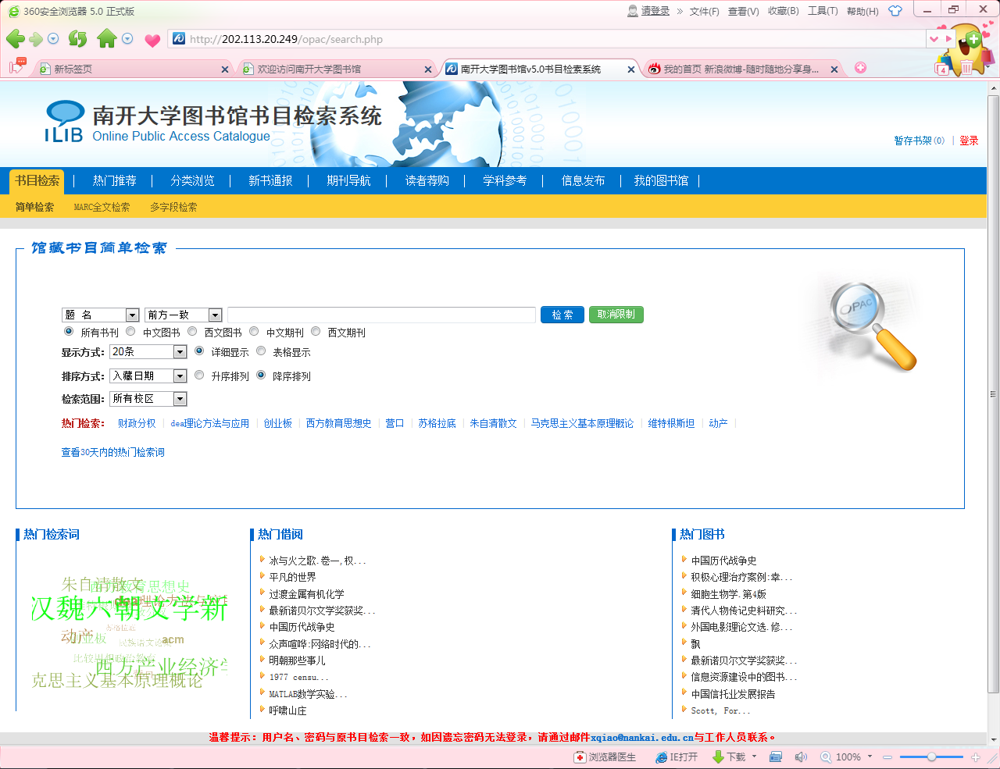 360安全浏览器 5.0 正式版
请登录 » 文件(F) 查看(V) 收藏(B) 工具(T) 帮助(H)
http://202.113.20.249/opac/search.php
新标签页 欢迎访问南开大学图书馆 南开大学图书馆v5.0书目检索系统 我的首页 新浪微博-随时随地分享身... 4
ILIB 南开大学图书馆书目检索系统
Online Public Access Catalogue
暂存书架(0) | 登录
书目检索 热门推荐 分类浏览 新书通报 期刊导航 读者荐购 学科参考 信息发布 我的图书馆
简单检索 MARC全文检索 多字段检索
馆藏书目简单检索
OPAC
题 名 前方一致 检 索 取消限制
所有书刊 中文图书 西文图书 中文期刊 西文期刊
显示方式: 20条 详细显示 表格显示
排序方式: 入藏日期 升序排列 降序排列
检索范围: 所有校区
热门检索: 财政分权 dea理论方法与应用 创业板 西方教育思想史 营口 苏格拉底 朱自清散文 马克思主义基本原理概论 维特根斯坦 动产
查看30天内的热门检索词
热门检索词
朱自清散文
西方教育思想史
dea理论方法与应
汉魏六朝文学新
苏格拉底
动产
创业板
acm
西方产业经济学
克思主义基本原理概论
热门借阅
冰与火之歌.卷一,权...
平凡的世界
过渡金属有机化学
最新诺贝尔文学奖获奖...
中国历代战争史
众声喧哗:网络时代的...
明朝那些事儿
1977 censu...
MATLAB数学实验...
呼啸山庄
热门图书
中国历代战争史
积极心理治疗案例:幸...
细胞生物学.第4版
清代人物传记史料研究...
外国电影理论文选.修...
飘
最新诺贝尔文学奖获奖...
信息资源建设中的图书...
中国信托业发展报告
Scott, For...
温馨提示：用户名、密码与原书目检索一致，如因遗忘密码无法登录，请通过邮件xqiao@nankai.edu.cn与工作人员联系。
浏览器医生 IE打开 下载 100%